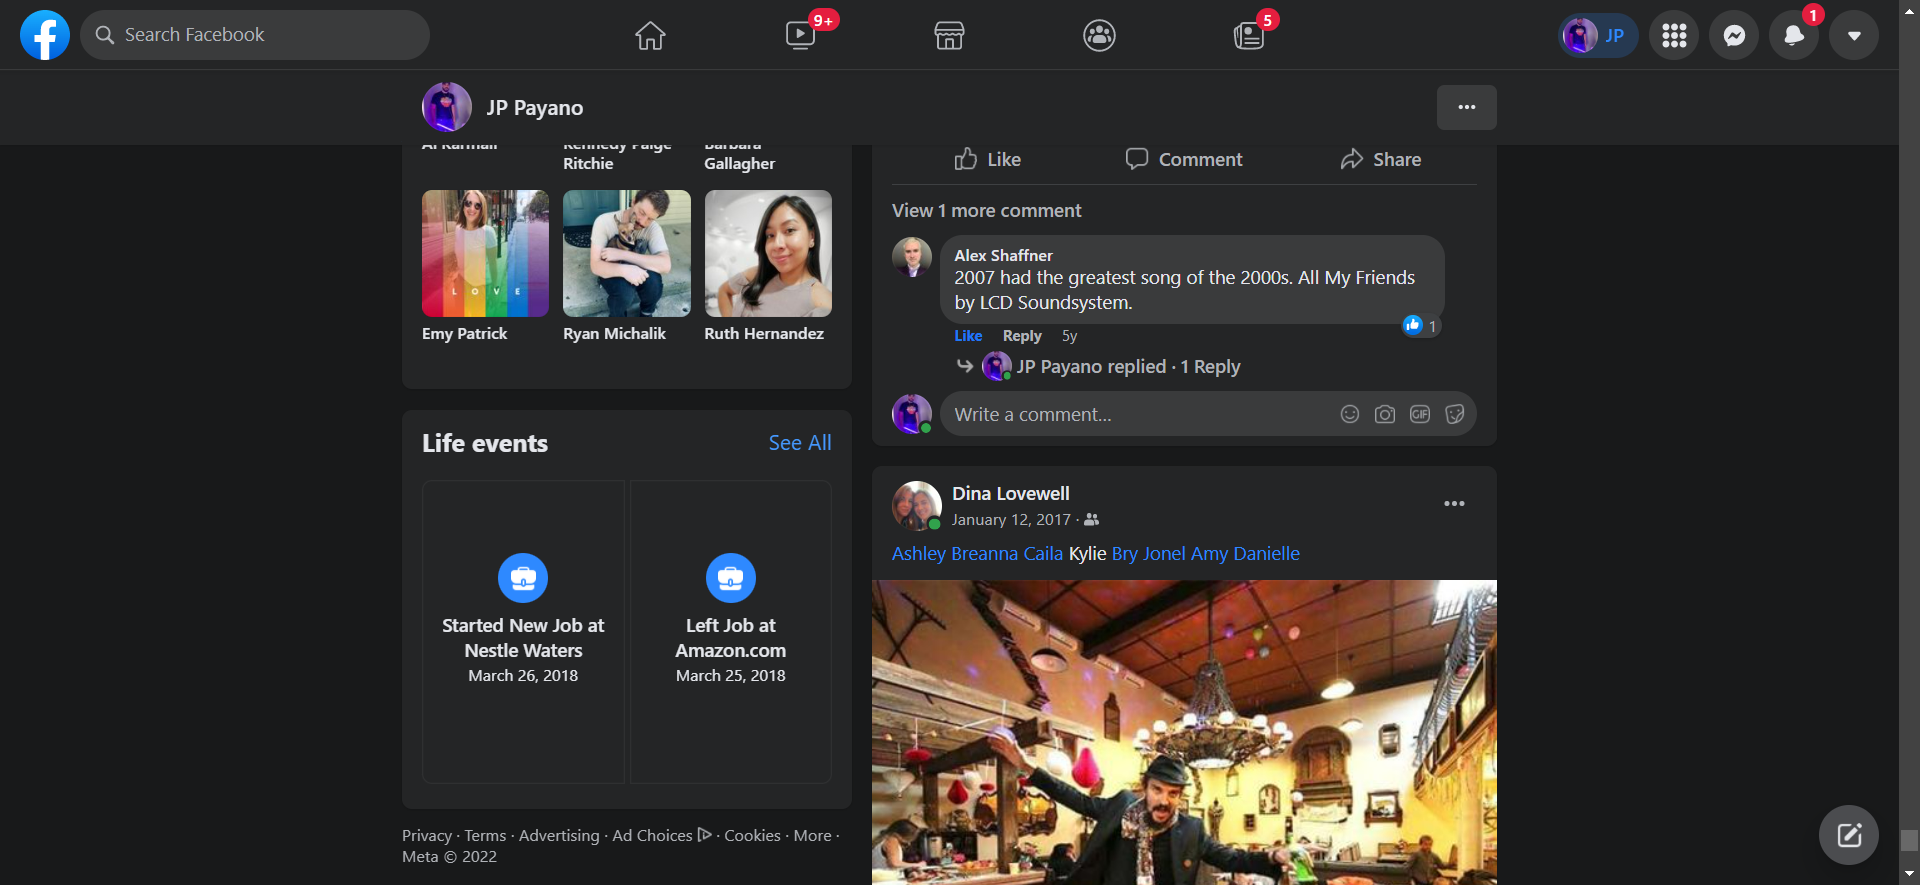 Search Facebook
9+
5
JP
1
JP Payano
Al Karmali
Kennedy Paige
Ritchie
Barbara
Gallagher
L O V E
Emy Patrick
Ryan Michalik
Ruth Hernandez
Life events
See All
Started New Job at
Nestle Waters
March 26, 2018
Left Job at
Amazon.com
March 25, 2018
Privacy · Terms · Advertising · Ad Choices · Cookies · More ·
Meta © 2022
Like
Comment
Share
View 1 more comment
Alex Shaffner
2007 had the greatest song of the 2000s. All My Friends
by LCD Soundsystem.
1
Like Reply 5y
JP Payano replied · 1 Reply
Write a comment...
GIF
Dina Lovewell
January 12, 2017 ·
Ashley Breanna Caila Kylie Bry Jonel Amy Danielle